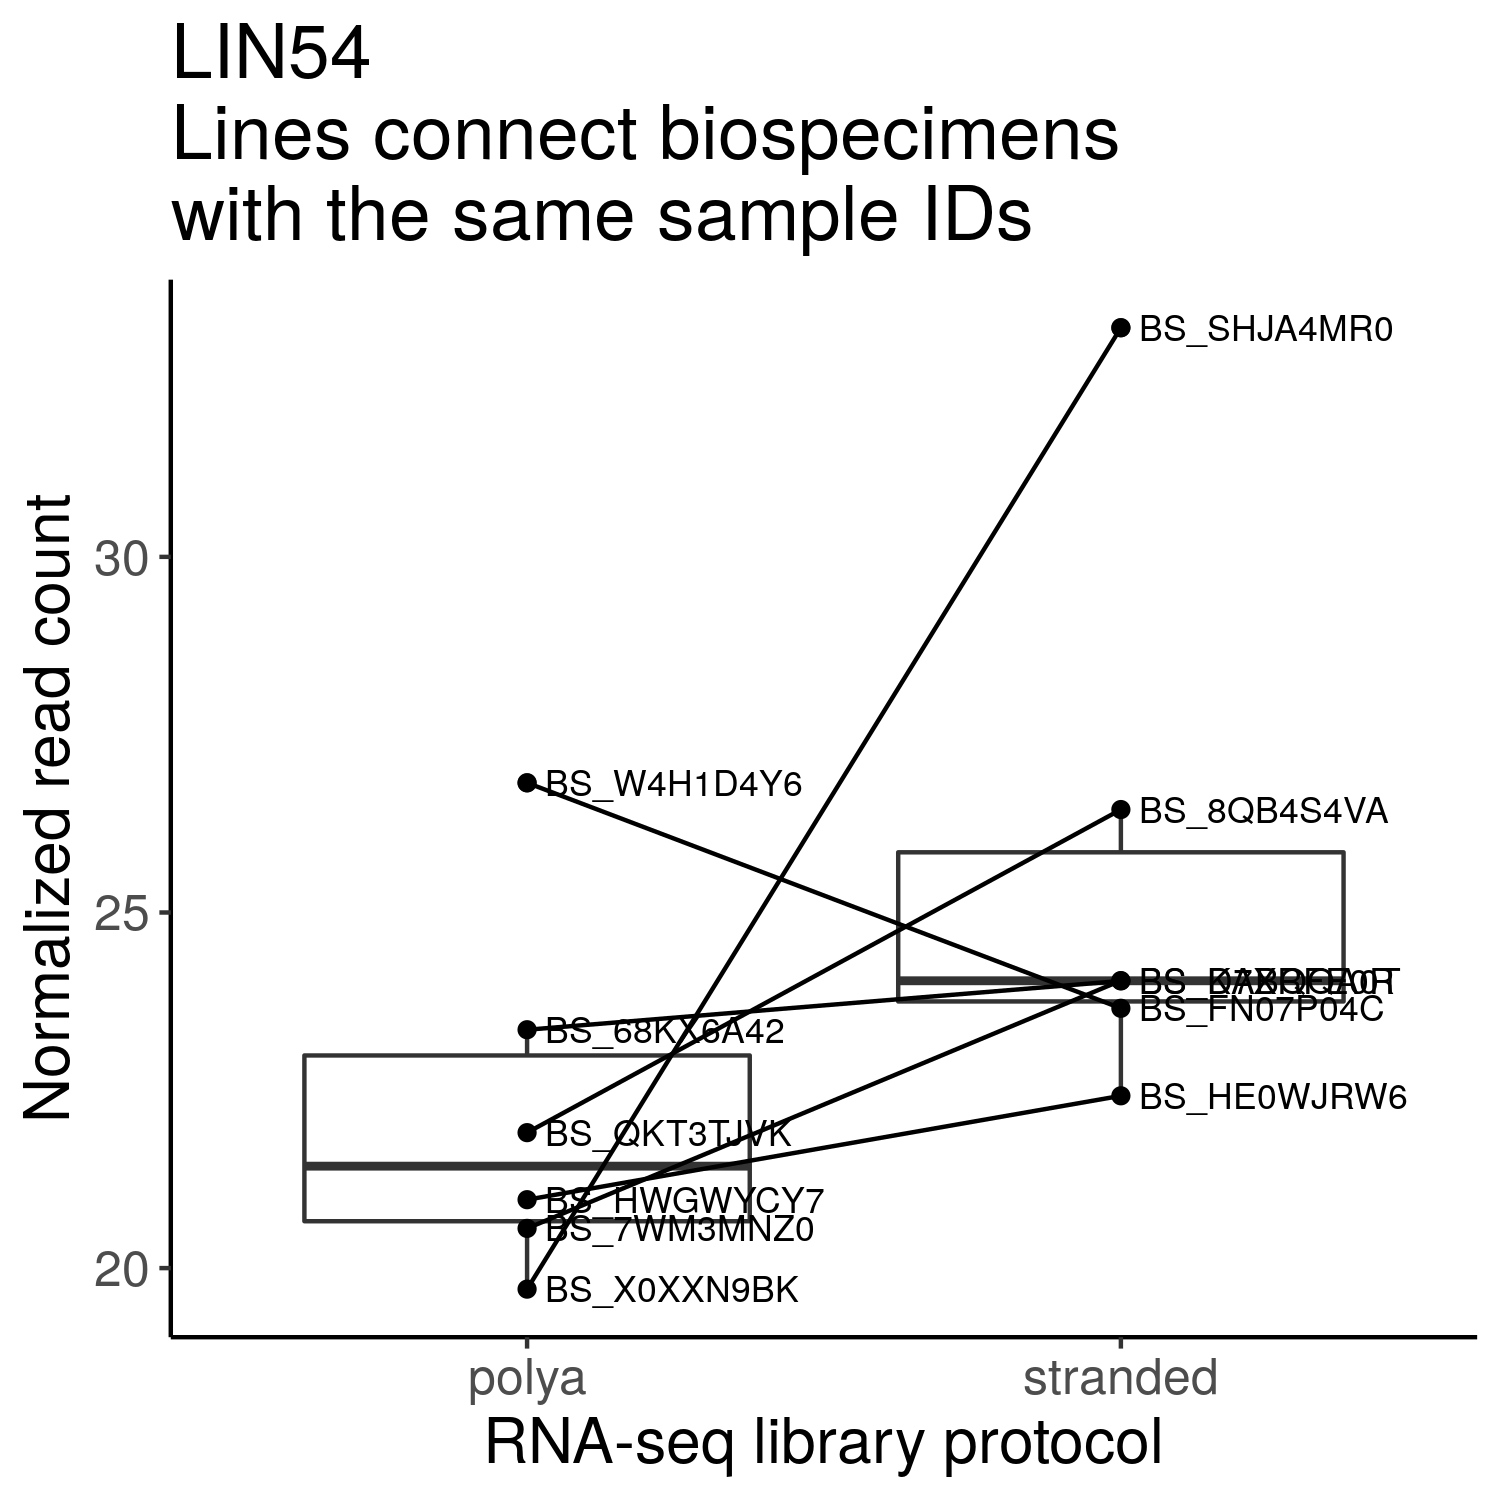 LIN54
Lines connect biospecimens
with the same sample IDs
Normalized read count
30
25
20
BS_SHJA4MR0
BS_W4H1D4Y6
BS_8QB4S4VA
BS_FN07P04C
BS_68KX6A42
BS_HE0WJRW6
BS_QKT3TJVK
BS_HWGWYCY7
BS_7WM3MNZ0
BS_X0XXN9BK
polya
stranded
RNA-seq library protocol